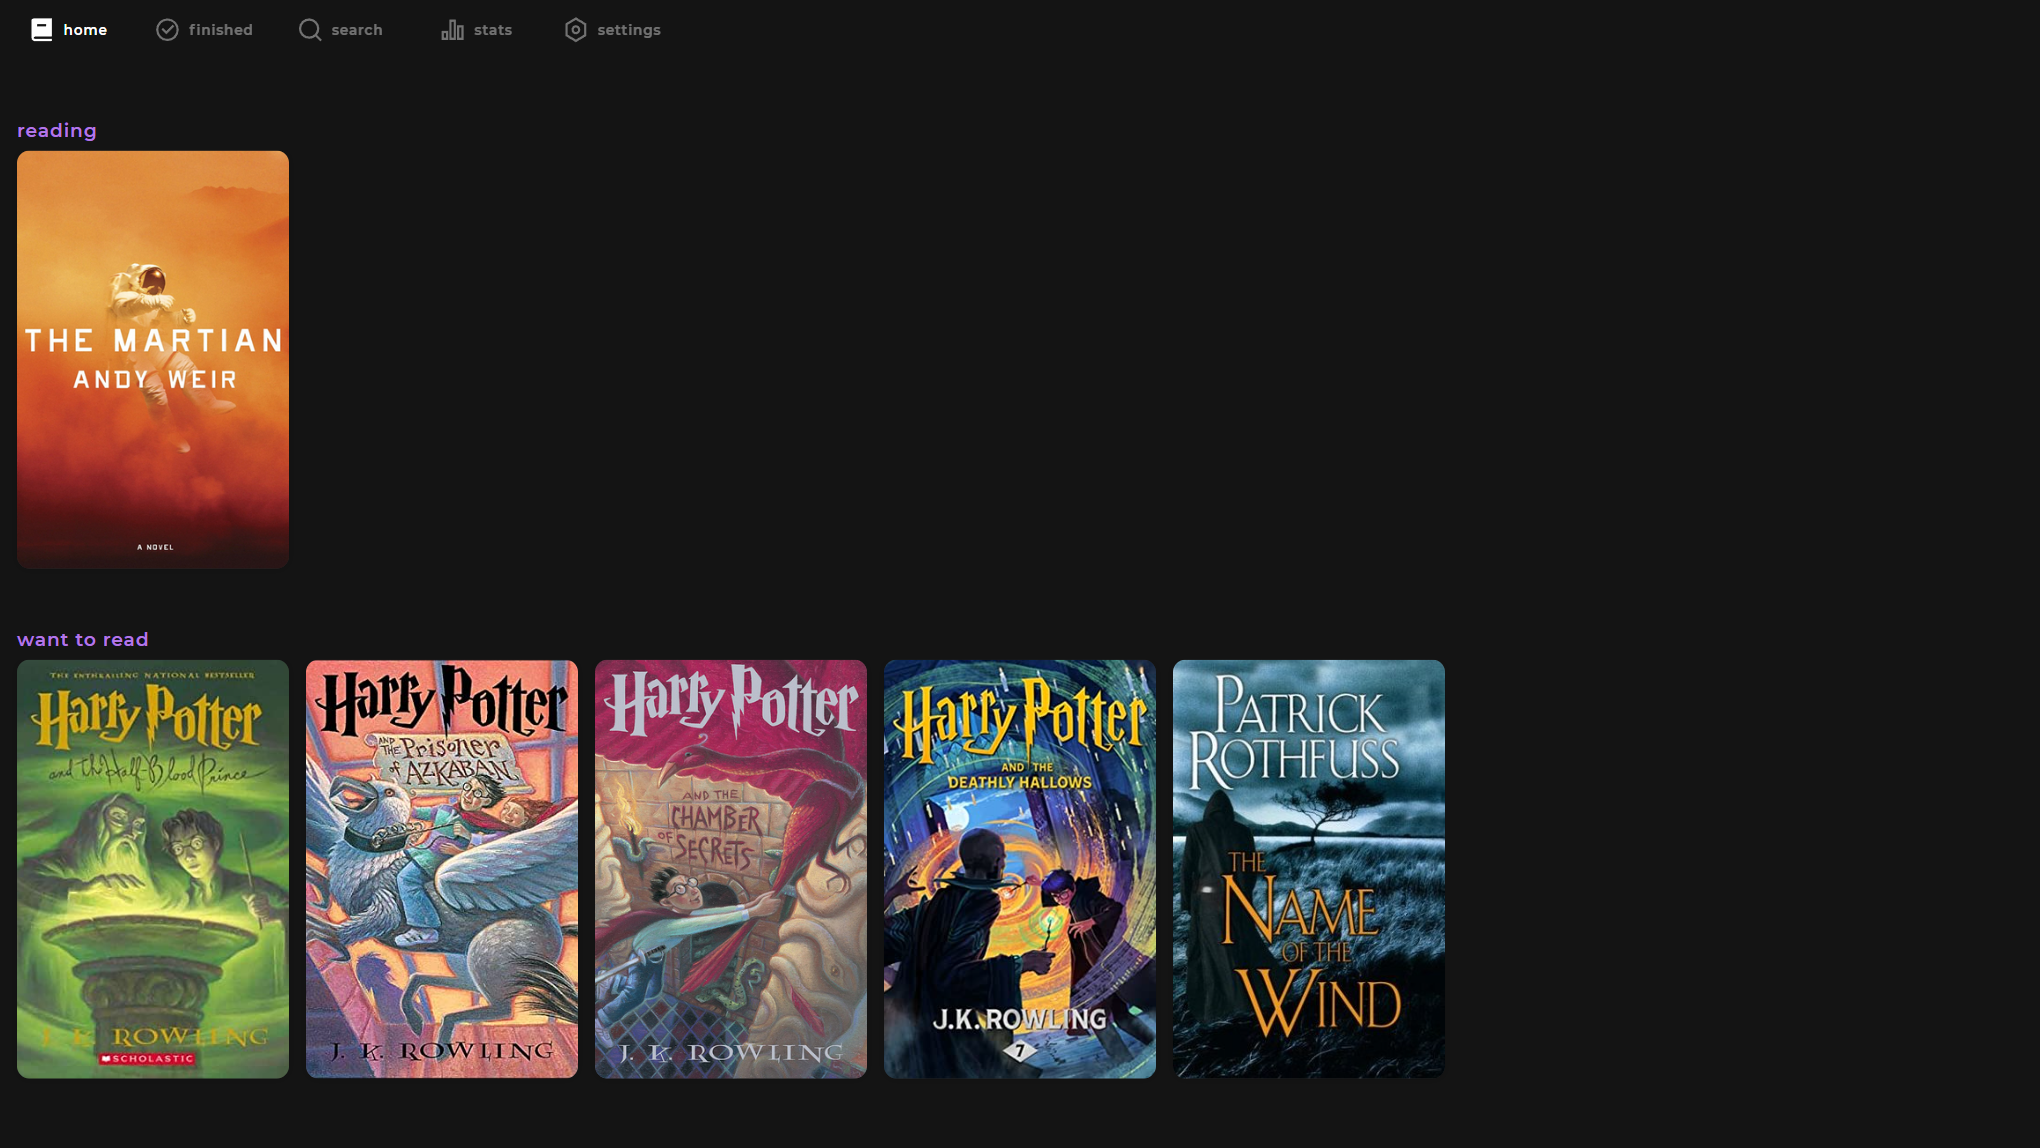 home finished search stats settings
reading
THE MARTIAN
ANDY WEIR
A NOVEL
want to read
THE ENTHRALLING NATIONAL BESTSELLER
Harry Potter
and the Half-Blood Prince
J. K. ROWLING
SCHOLASTIC
Harry Potter
AND THE Prisoner
of AZKABAN
J. K. ROWLING
Harry Potter
AND THE
CHAMBER
OF SECRETS
J. K. ROWLING
Harry Potter
AND THE
DEATHLY HALLOWS
J.K. ROWLING
7
PATRICK
ROTHFUSS
THE
NAME
OF THE
WIND